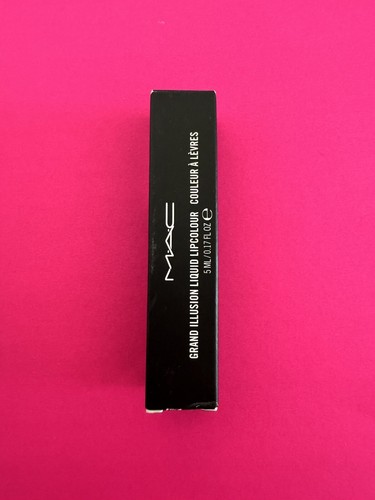 MAC
GRAND ILLUSION LIQUID LIPCOLOUR COULEUR À LÈVRES
5 ML / 0.17 FL OZ ℮